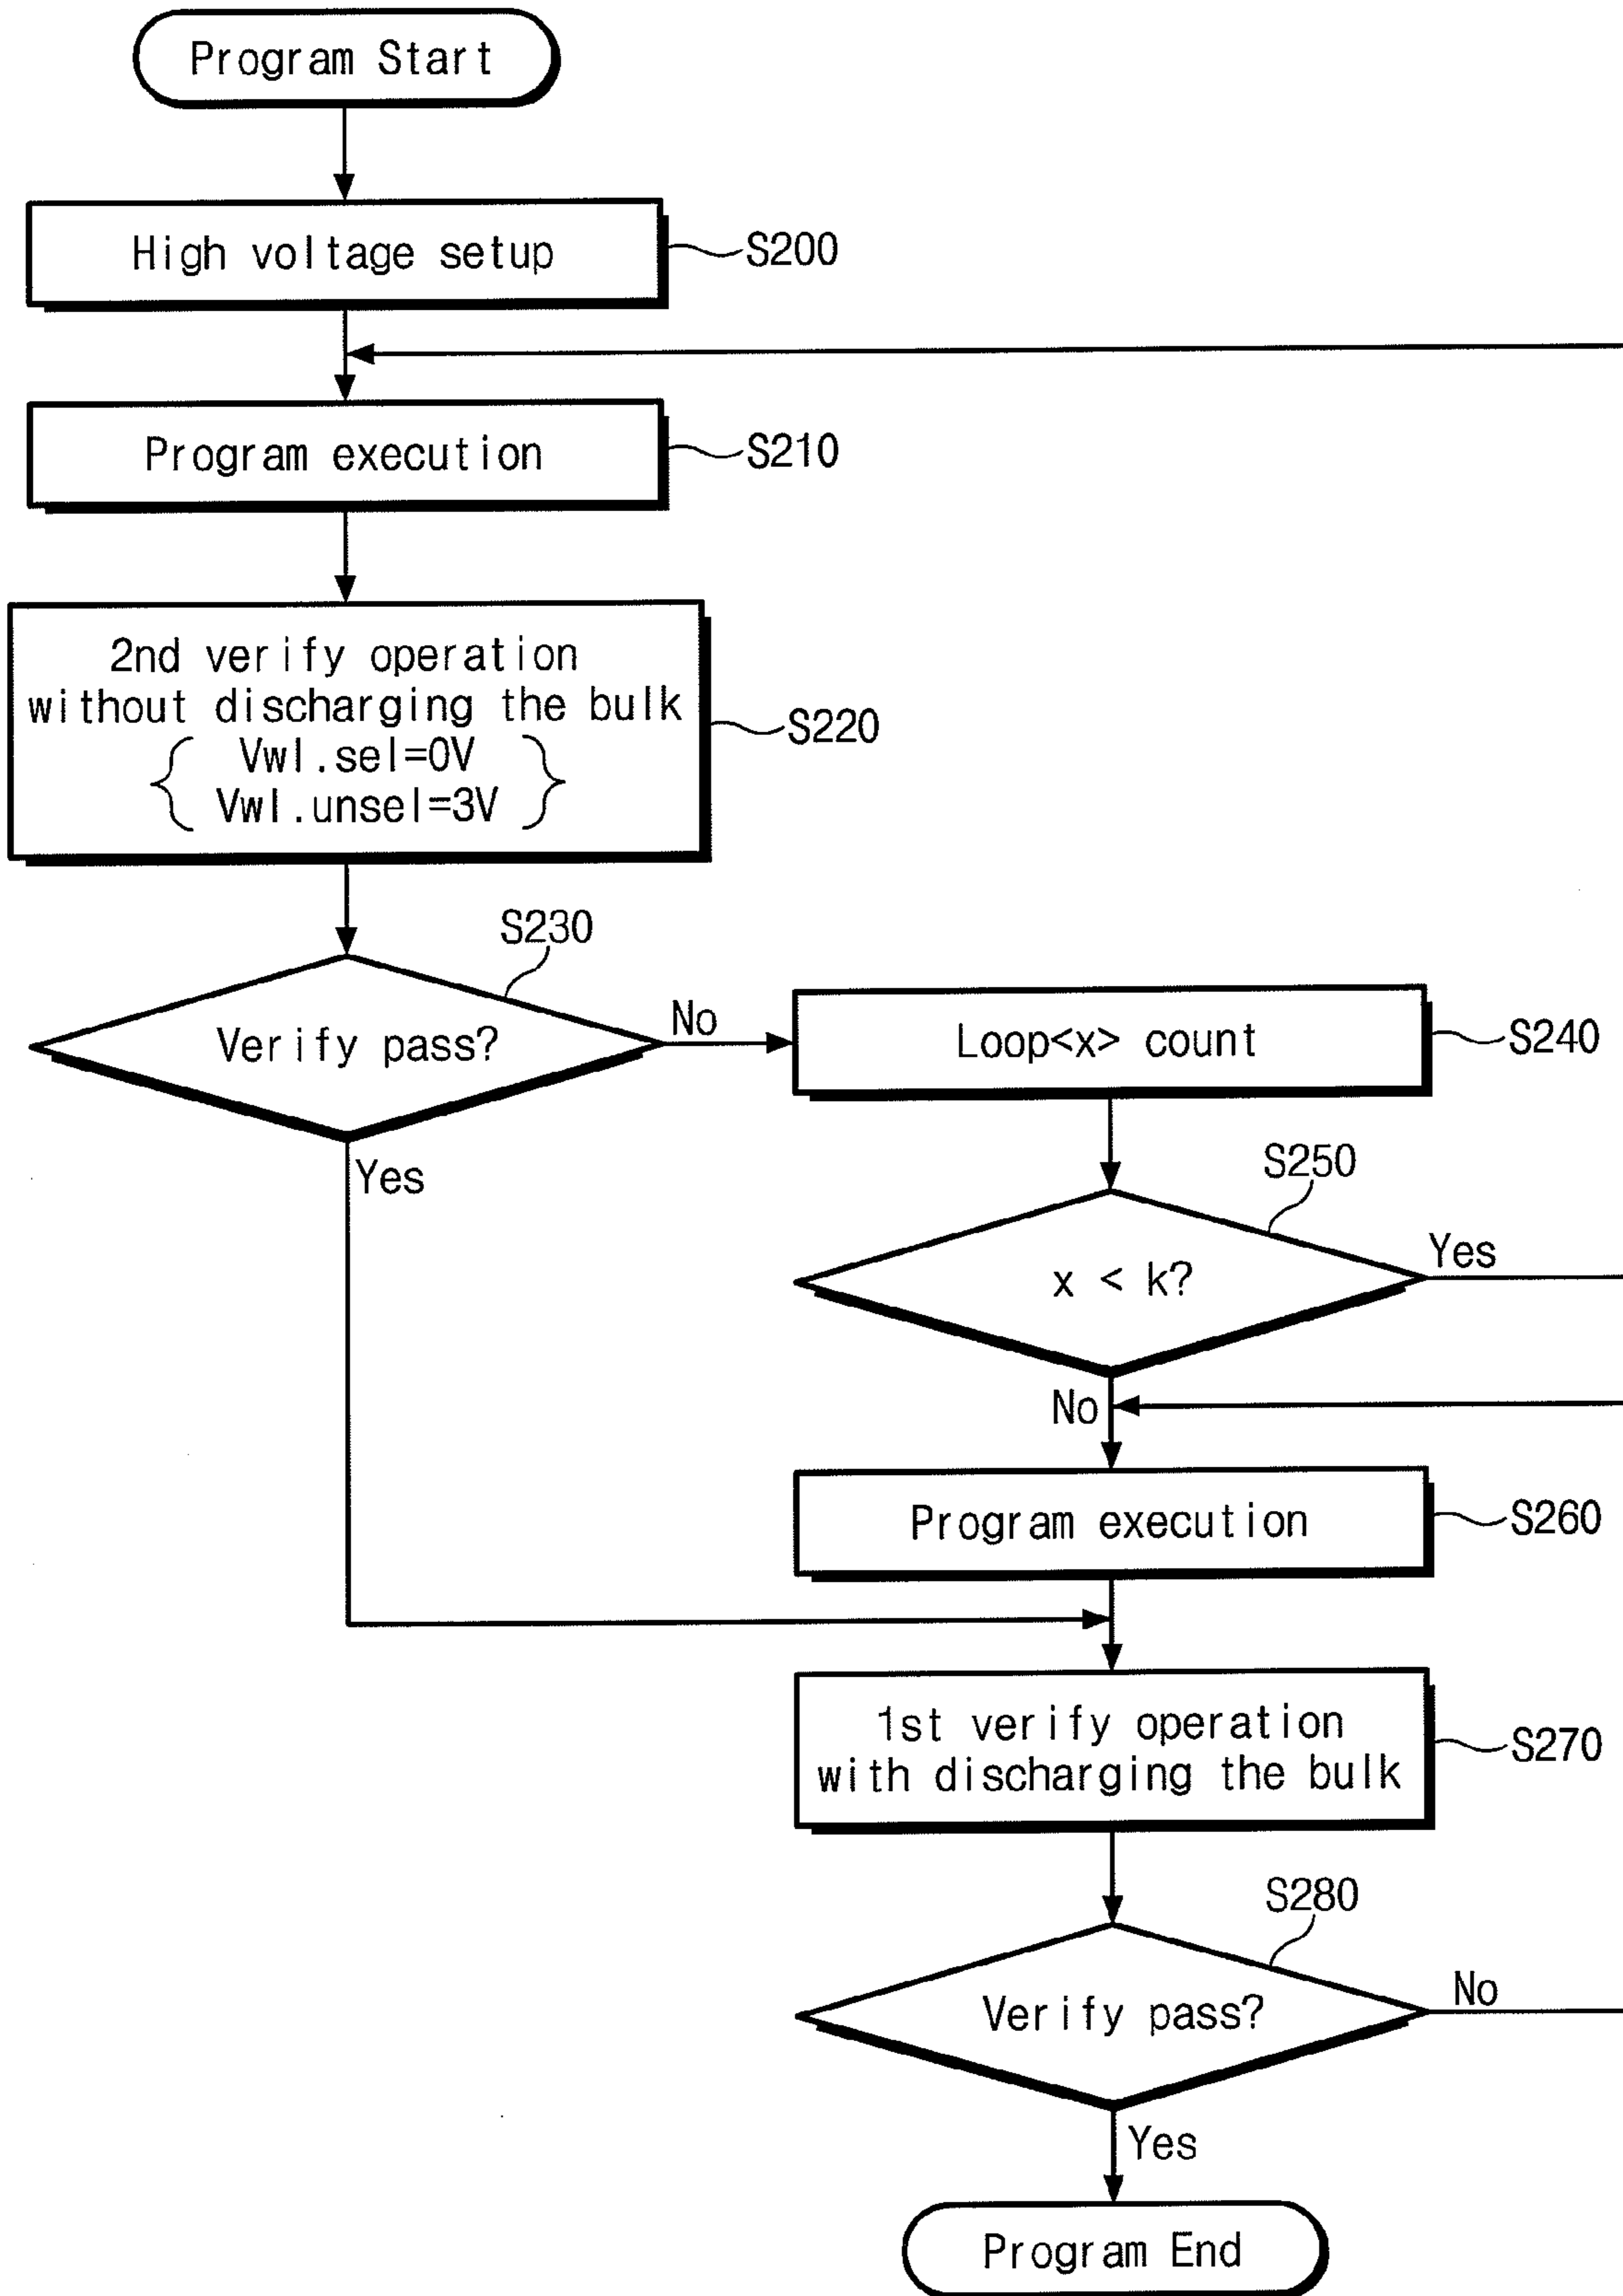 Program Start
High voltage setup
S200
Program execution
S210
2nd verify operation
without discharging the bulk
Vwl.sel=0V
Vwl.unsel=3V
S220
S230
Verify pass?
No
Yes
Loop<x> count
S240
S250
x < k?
Yes
No
Program execution
S260
1st verify operation
with discharging the bulk
S270
S280
Verify pass?
No
Yes
Program End